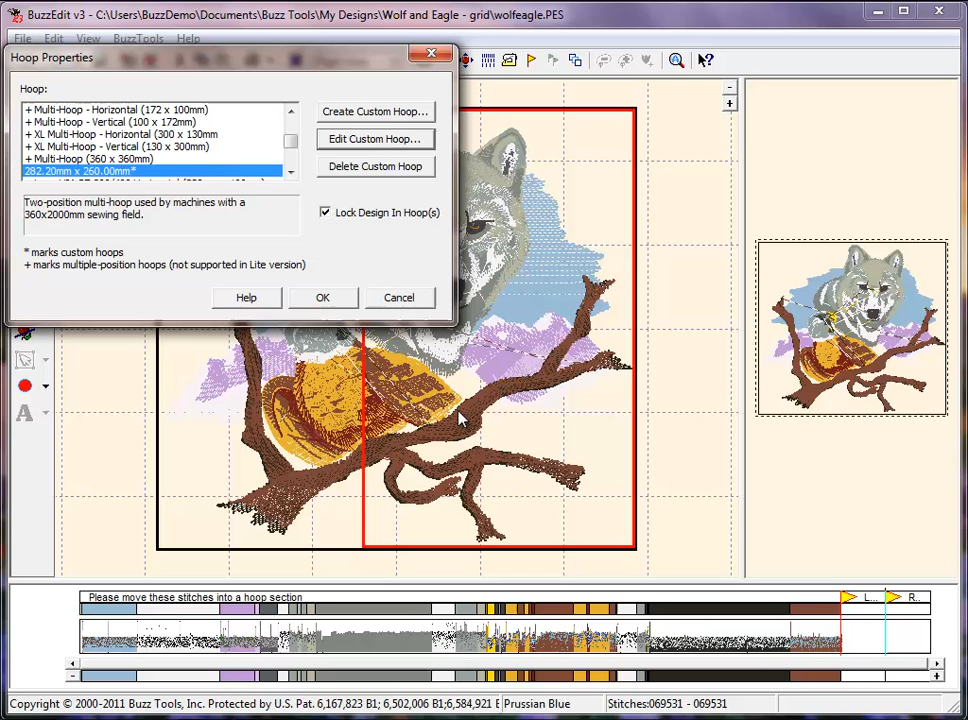 BuzzEdit v3 - C:\Users\BuzzDemo\Documents\Buzz Tools\My Designs\Wolf and Eagle - grid\wolfeagle.PES
File Edit View BuzzTools Help
Hoop Properties
Hoop:
+ Multi-Hoop - Horizontal (172 x 100mm)
+ Multi-Hoop - Vertical (100 x 172mm)
+ XL Multi-Hoop - Horizontal (300 x 130mm
+ XL Multi-Hoop - Vertical (130 x 300mm)
+ Multi-Hoop (360 x 360mm)
282.20mm x 260.00mm*
Create Custom Hoop...
Edit Custom Hoop...
Delete Custom Hoop
Two-position multi-hoop used by machines with a
360x2000mm sewing field.
Lock Design In Hoop(s)
* marks custom hoops
+ marks multiple-position hoops (not supported in Lite version)
Help OK Cancel
A
Please move these stitches into a hoop section
L... R..
Copyright © 2000-2011 Buzz Tools, Inc. Protected by U.S. Pat. 6,167,823 B1; 6,502,006 B1;6,584,921 E
Prussian Blue
Stitches:069531 - 069531